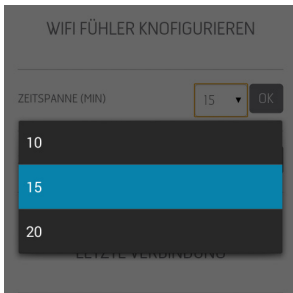 WIFI FÜHLER KNOFIGURIEREN
ZEITSPANNE (MIN) 15 OK
10
15
20
LETZTE VERBINDUNG